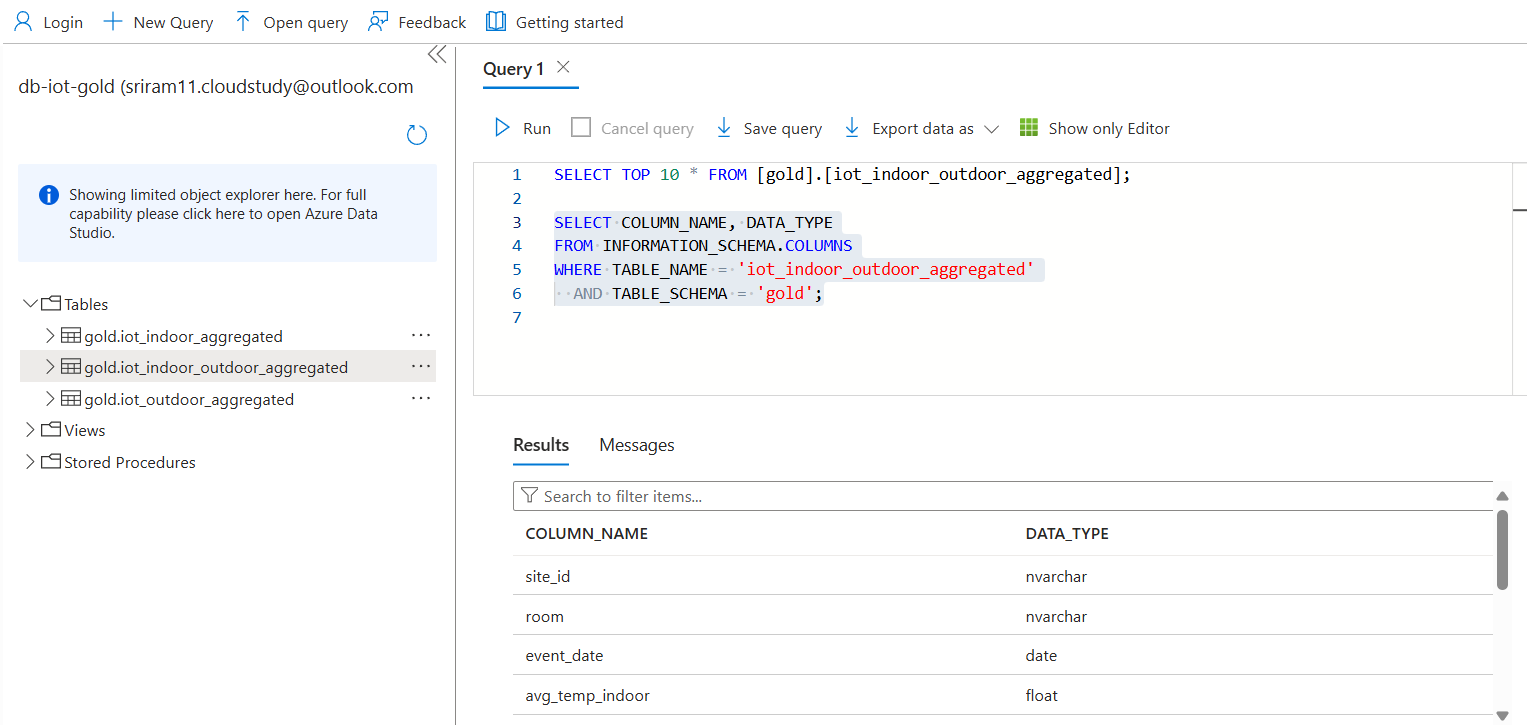 Login New Query Open query Feedback Getting started
db-iot-gold (sriram11.cloudstudy@outlook.com
Showing limited object explorer here. For full
capability please click here to open Azure Data
Studio.
Tables
gold.iot_indoor_aggregated
gold.iot_indoor_outdoor_aggregated
gold.iot_outdoor_aggregated
Views
Stored Procedures
Query 1
Run Cancel query Save query Export data as Show only Editor
1 SELECT TOP 10 * FROM [gold].[iot_indoor_outdoor_aggregated];
2
3 SELECT COLUMN_NAME, DATA_TYPE
4 FROM INFORMATION_SCHEMA.COLUMNS
5 WHERE TABLE_NAME = 'iot_indoor_outdoor_aggregated'
6   AND TABLE_SCHEMA = 'gold';
7
Results Messages
Search to filter items...
COLUMN_NAME DATA_TYPE
site_id nvarchar
room nvarchar
event_date date
avg_temp_indoor float